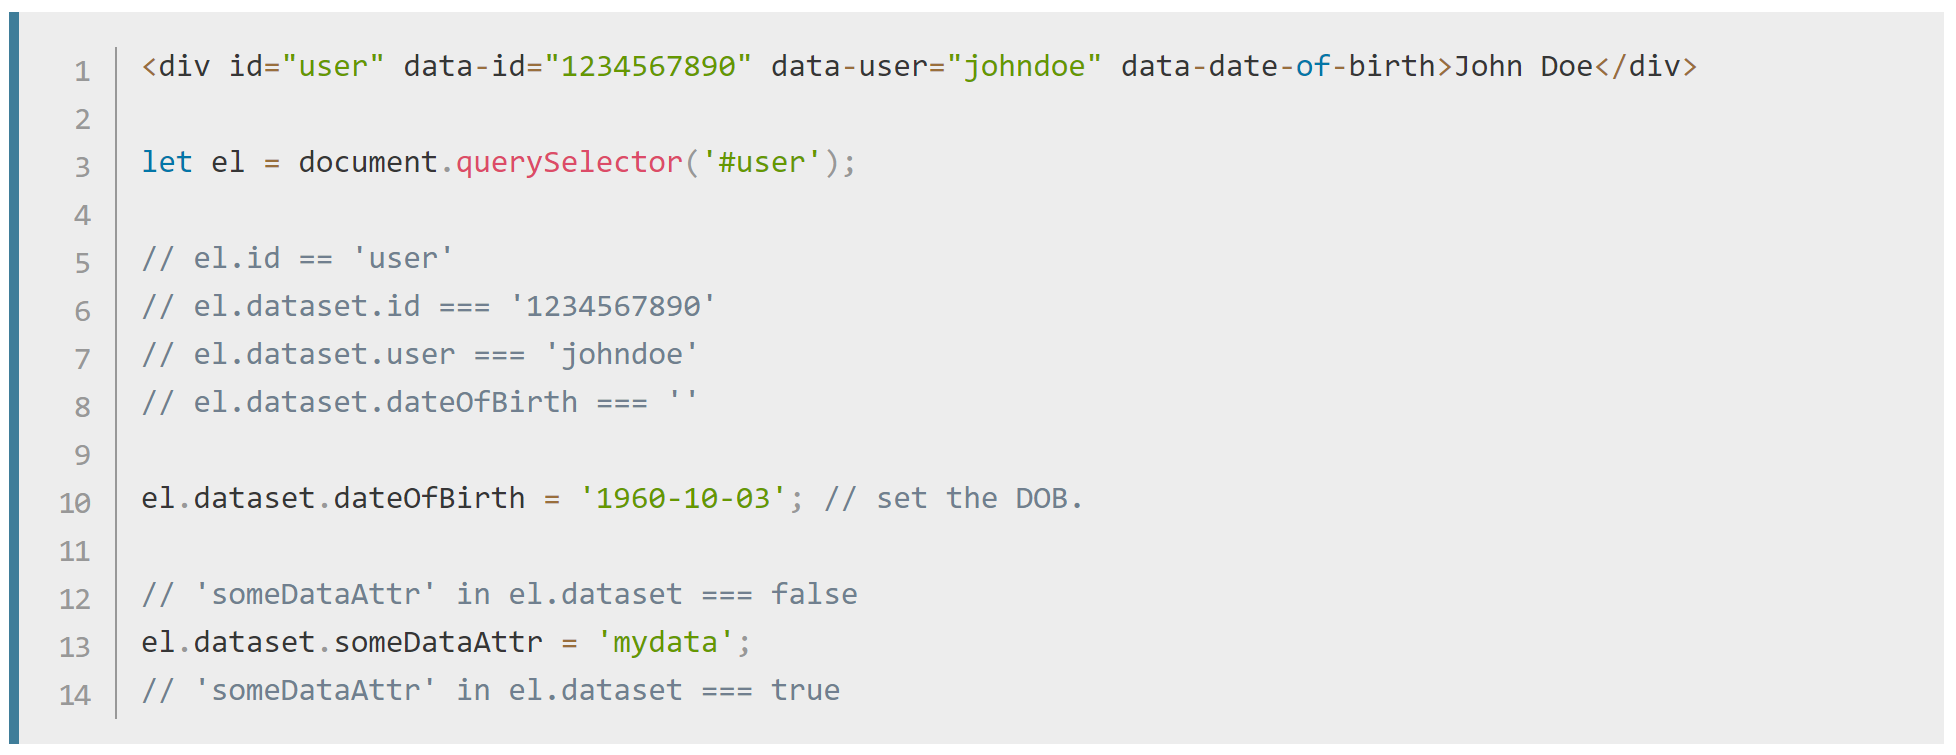 1 <div id="user" data-id="1234567890" data-user="johndoe" data-date-of-birth>John Doe</div>
2
3 let el = document.querySelector('#user');
4
5 // el.id == 'user'
6 // el.dataset.id === '1234567890'
7 // el.dataset.user === 'johndoe'
8 // el.dataset.dateOfBirth === ''
9
10 el.dataset.dateOfBirth = '1960-10-03'; // set the DOB.
11
12 // 'someDataAttr' in el.dataset === false
13 el.dataset.someDataAttr = 'mydata';
14 // 'someDataAttr' in el.dataset === true